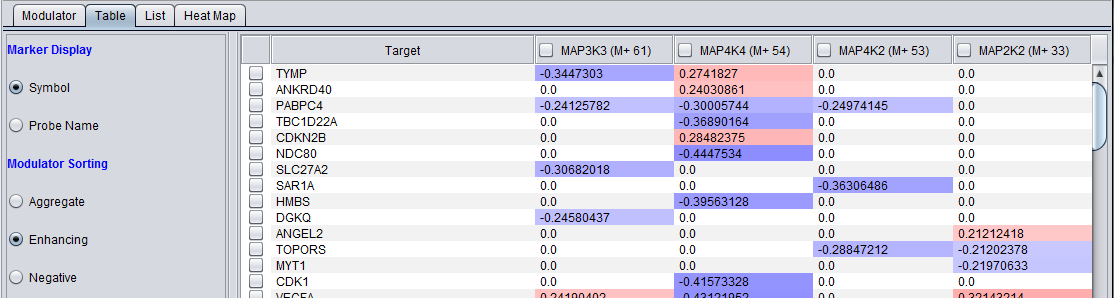 Modulator Table List Heat Map
Marker Display
Symbol
Probe Name
Modulator Sorting
Aggregate
Enhancing
Negative
Target MAP3K3 (M+ 61) MAP4K4 (M+ 54) MAP4K2 (M+ 53) MAP2K2 (M+ 33)
TYMP -0.3447303 0.2741827 0.0 0.0
ANKRD40 0.0 0.24030861 0.0 0.0
PABPC4 -0.24125782 -0.30005744 -0.24974145 0.0
TBC1D22A 0.0 -0.36890164 0.0 0.0
CDKN2B 0.0 0.28482375 0.0 0.0
NDC80 0.0 -0.4447534 0.0 0.0
SLC27A2 -0.30682018 0.0 0.0 0.0
SAR1A 0.0 0.0 -0.36306486 0.0
HMBS 0.0 -0.39563128 0.0 0.0
DGKQ -0.24580437 0.0 0.0 0.0
ANGEL2 0.0 0.0 0.0 0.21212418
TOPORS 0.0 0.0 -0.28847212 -0.21202378
MYT1 0.0 0.0 0.0 -0.21970633
CDK1 0.0 -0.41573328 0.0 0.0
VEGFA 0.24190402 -0.43121952 0.0 0.32143214